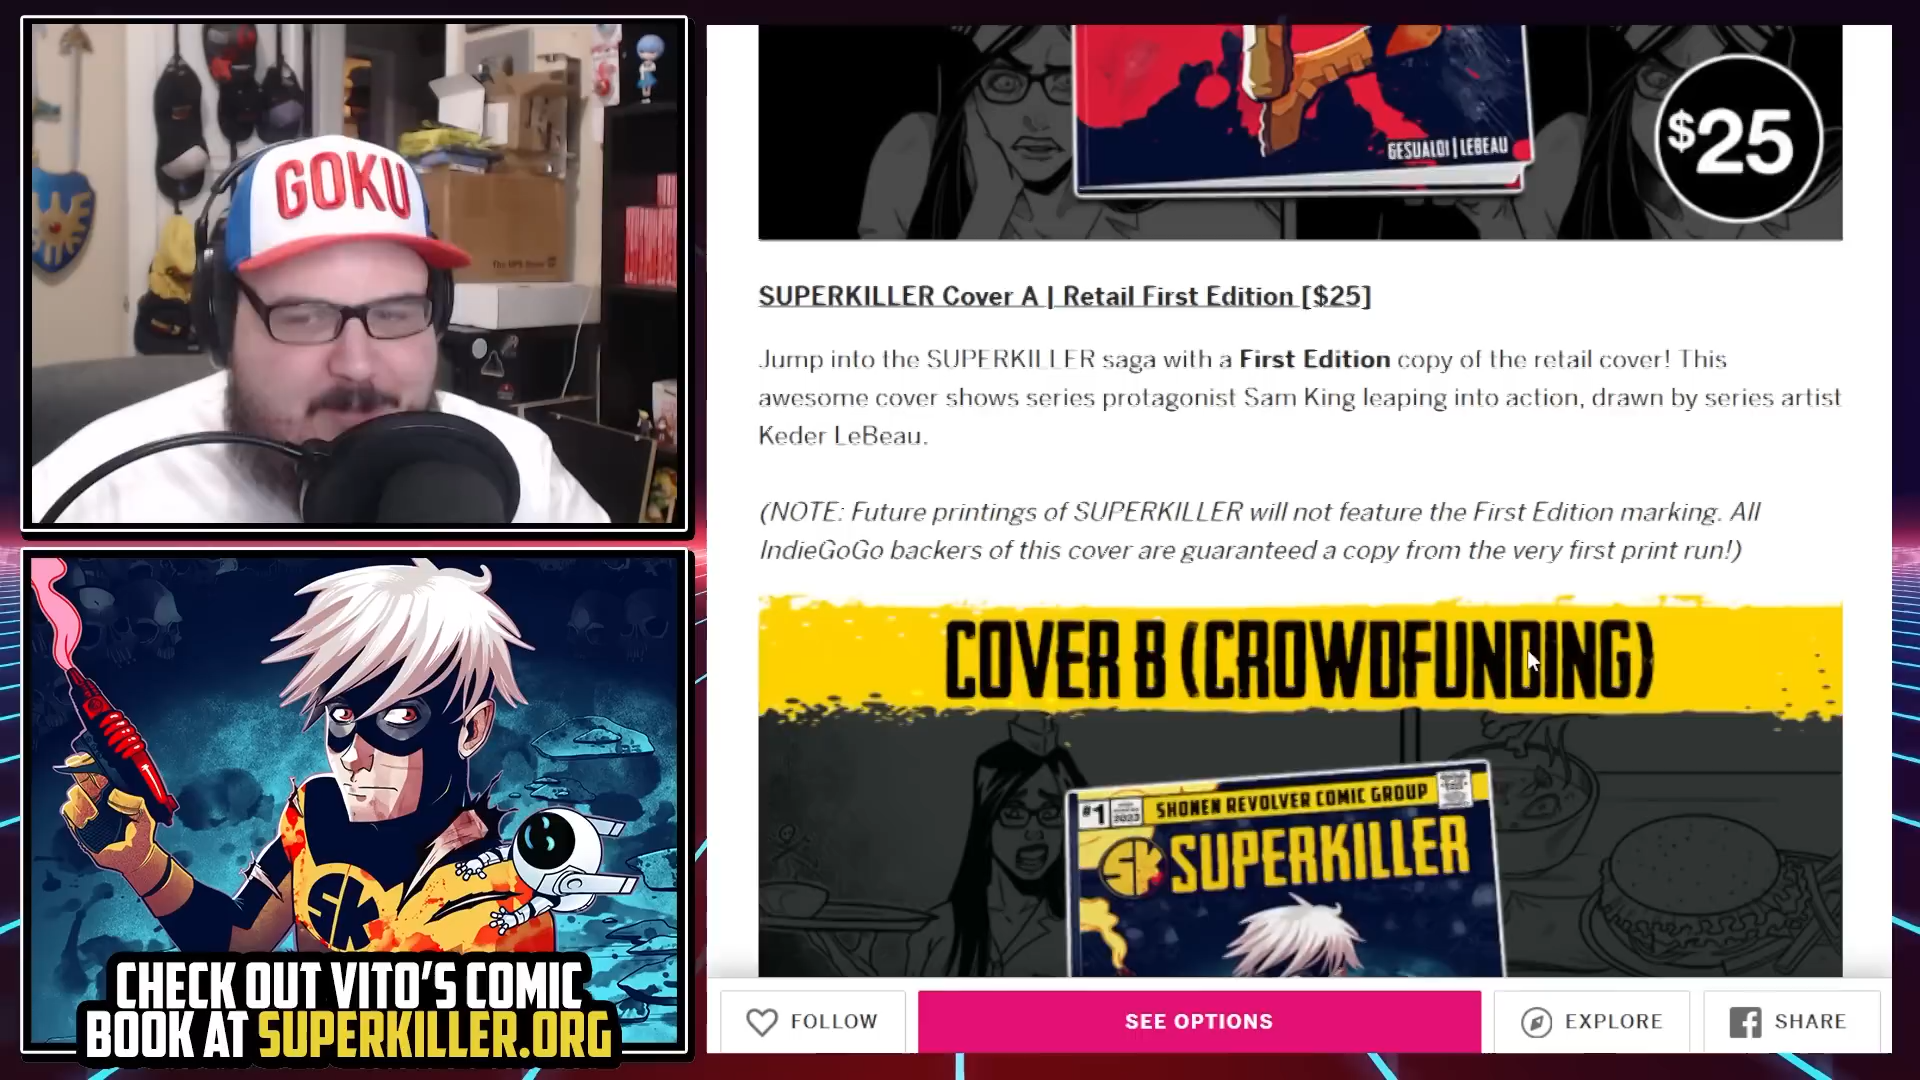 GOKU
CHECK OUT VITO'S COMIC
BOOK AT SUPERKILLER.ORG
SK
GESUALDI | LEBEAU
$25
SUPERKILLER Cover A | Retail First Edition [$25]
Jump into the SUPERKILLER saga with a First Edition copy of the retail cover! This
awesome cover shows series protagonist Sam King leaping into action, drawn by series artist
Keder LeBeau.
(NOTE: Future printings of SUPERKILLER will not feature the First Edition marking. All
IndieGoGo backers of this cover are guaranteed a copy from the very first print run!)
COVER B (CROWDFUNDING)
#1
2023
SHONEN REVOLVER COMIC GROUP
SK SUPERKILLER
FOLLOW
SEE OPTIONS
EXPLORE
SHARE